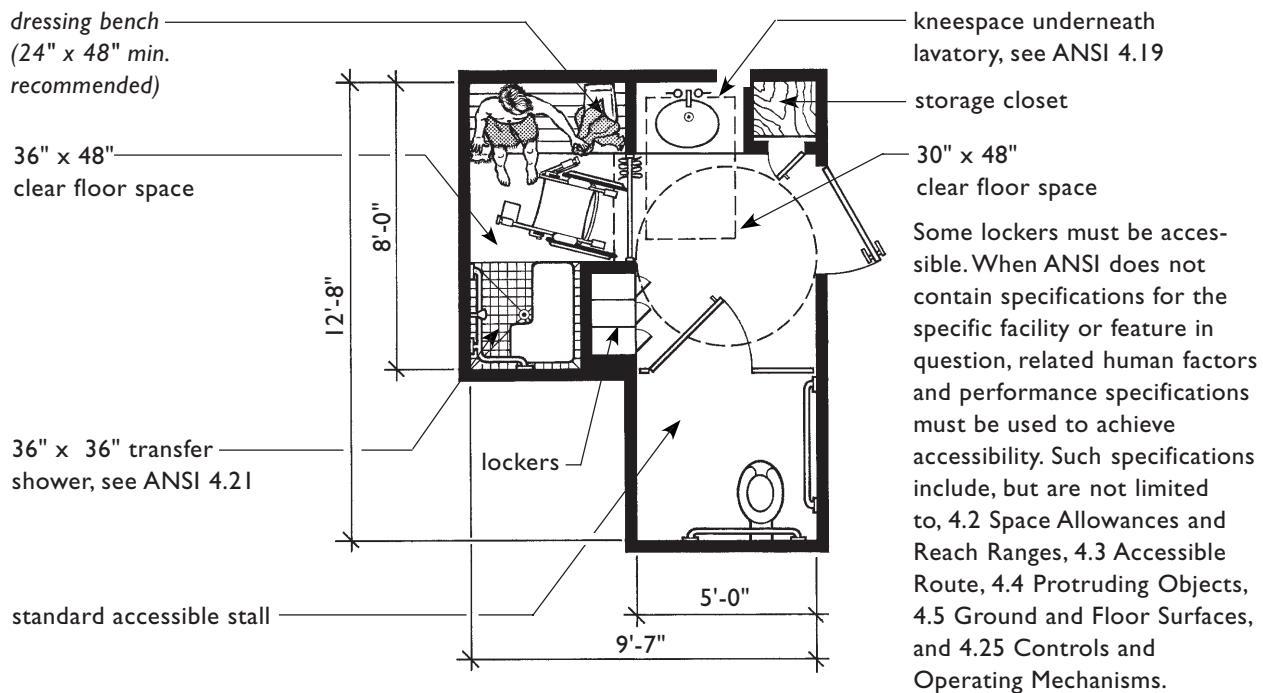 dressing bench
(24" x 48" min.
recommended)
36" x 48"
clear floor space
8'-0"
12'-8"
36" x 36" transfer
shower, see ANSI 4.21
lockers
standard accessible stall
5'-0"
9'-7"
kneespace underneath
lavatory, see ANSI 4.19
storage closet
30" x 48"
clear floor space
Some lockers must be acces-
sible. When ANSI does not
contain specifications for the
specific facility or feature in
question, related human factors
and performance specifications
must be used to achieve
accessibility. Such specifications
include, but are not limited
to, 4.2 Space Allowances and
Reach Ranges, 4.3 Accessible
Route, 4.4 Protruding Objects,
4.5 Ground and Floor Surfaces,
and 4.25 Controls and
Operating Mechanisms.